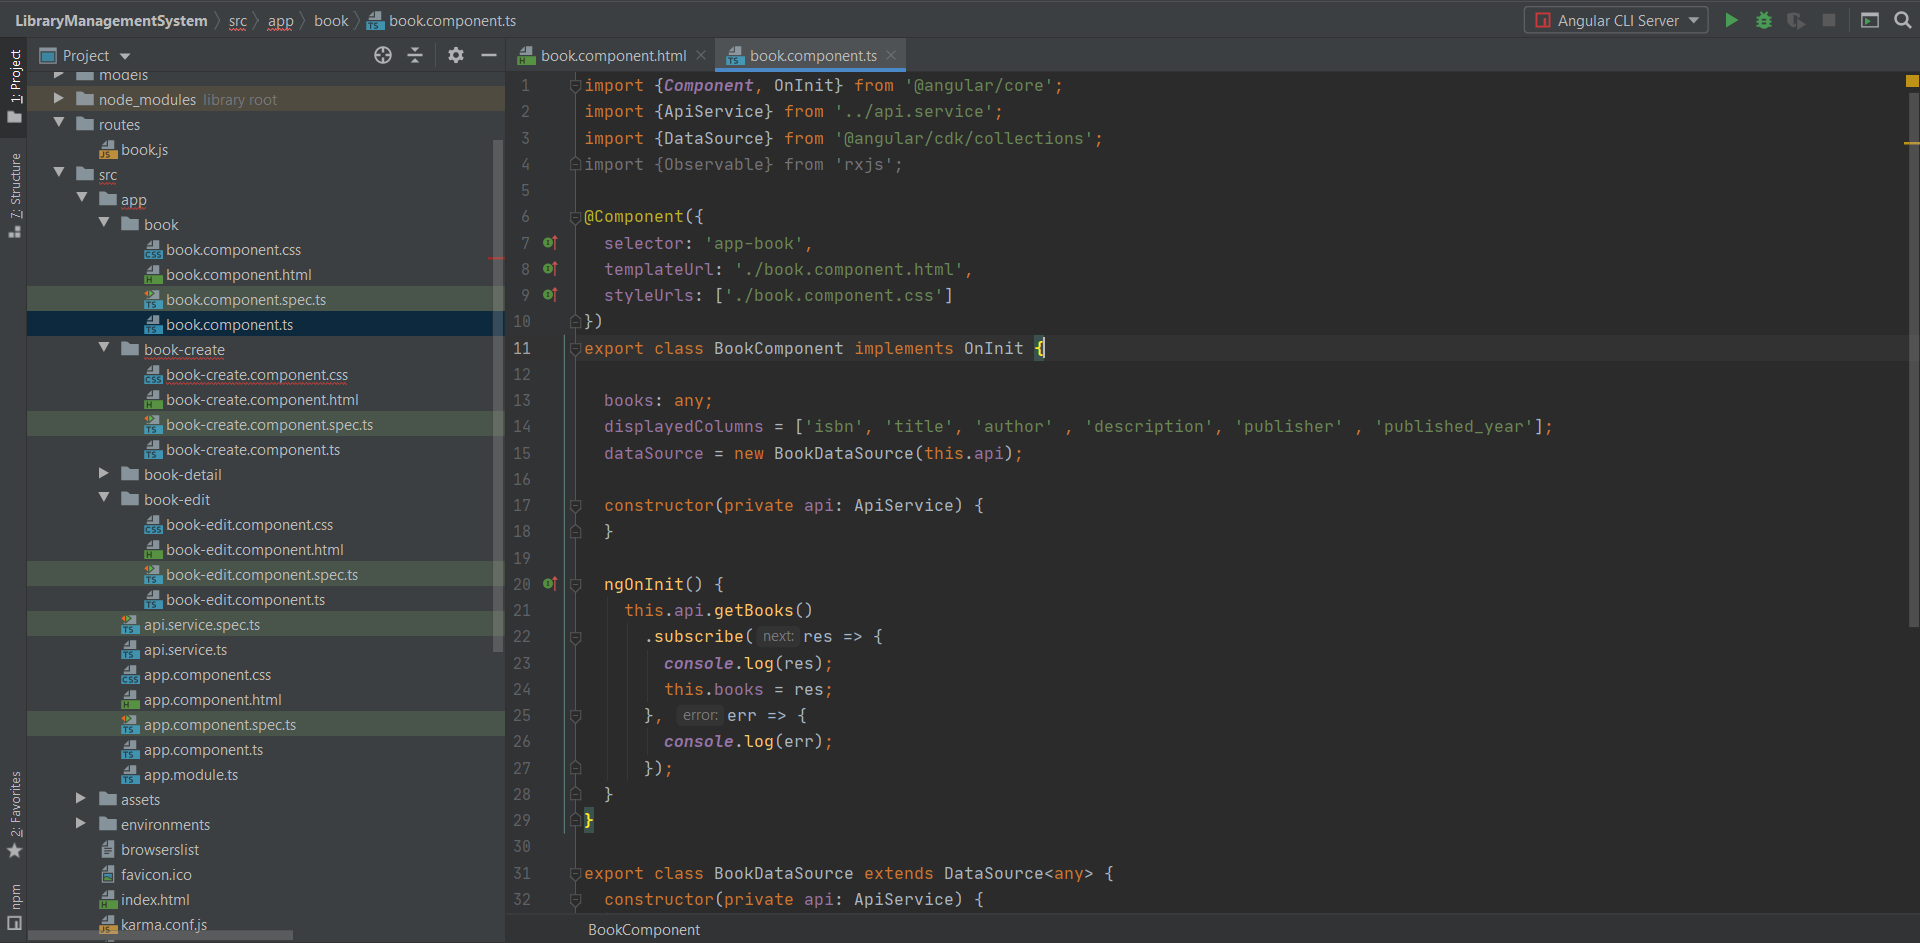 LibraryManagementSystem src app book book.component.ts
Angular CLI Server
1: Project
7: Structure
2: Favorites
npm
Project
models
node_modules library root
routes
book.js
src
app
book
book.component.css
book.component.html
book.component.spec.ts
book.component.ts
book-create
book-create.component.css
book-create.component.html
book-create.component.spec.ts
book-create.component.ts
book-detail
book-edit
book-edit.component.css
book-edit.component.html
book-edit.component.spec.ts
book-edit.component.ts
api.service.spec.ts
api.service.ts
app.component.css
app.component.html
app.component.spec.ts
app.component.ts
app.module.ts
assets
environments
browserslist
favicon.ico
index.html
karma.conf.js
book.component.html book.component.ts
1 import {Component, OnInit} from '@angular/core';
2 import {ApiService} from '../api.service';
3 import {DataSource} from '@angular/cdk/collections';
4 import {Observable} from 'rxjs';
5
6 @Component({
7 selector: 'app-book',
8 templateUrl: './book.component.html',
9 styleUrls: ['./book.component.css']
10 })
11 export class BookComponent implements OnInit {
12
13 books: any;
14 displayedColumns = ['isbn', 'title', 'author' , 'description', 'publisher' , 'published_year'];
15 dataSource = new BookDataSource(this.api);
16
17 constructor(private api: ApiService) {
18 }
19
20 ngOnInit() {
21 this.api.getBooks()
22 .subscribe( next: res => {
23 console.log(res);
24 this.books = res;
25 }, error: err => {
26 console.log(err);
27 });
28 }
29 }
30
31 export class BookDataSource extends DataSource<any> {
32 constructor(private api: ApiService) {
BookComponent